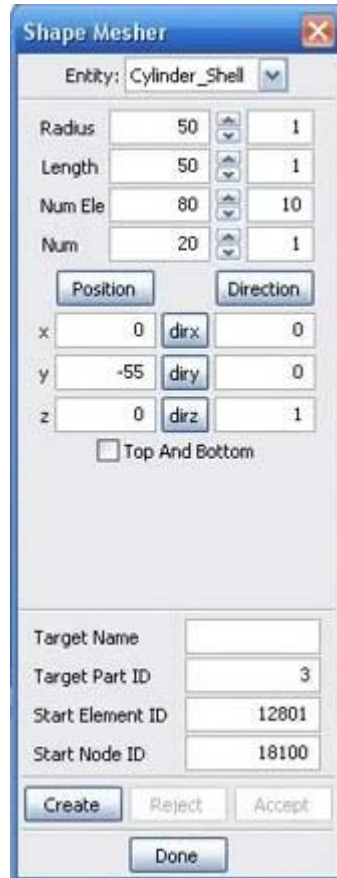 Shape Mesher
Entity: Cylinder_Shell
Radius 50 1
Length 50 1
Num Ele 80 10
Num 20 1
Position Direction
x 0 dirx 0
y -55 diry 0
z 0 dirz 1
Top And Bottom
Target Name
Target Part ID 3
Start Element ID 12801
Start Node ID 18100
Create Reject Accept
Done